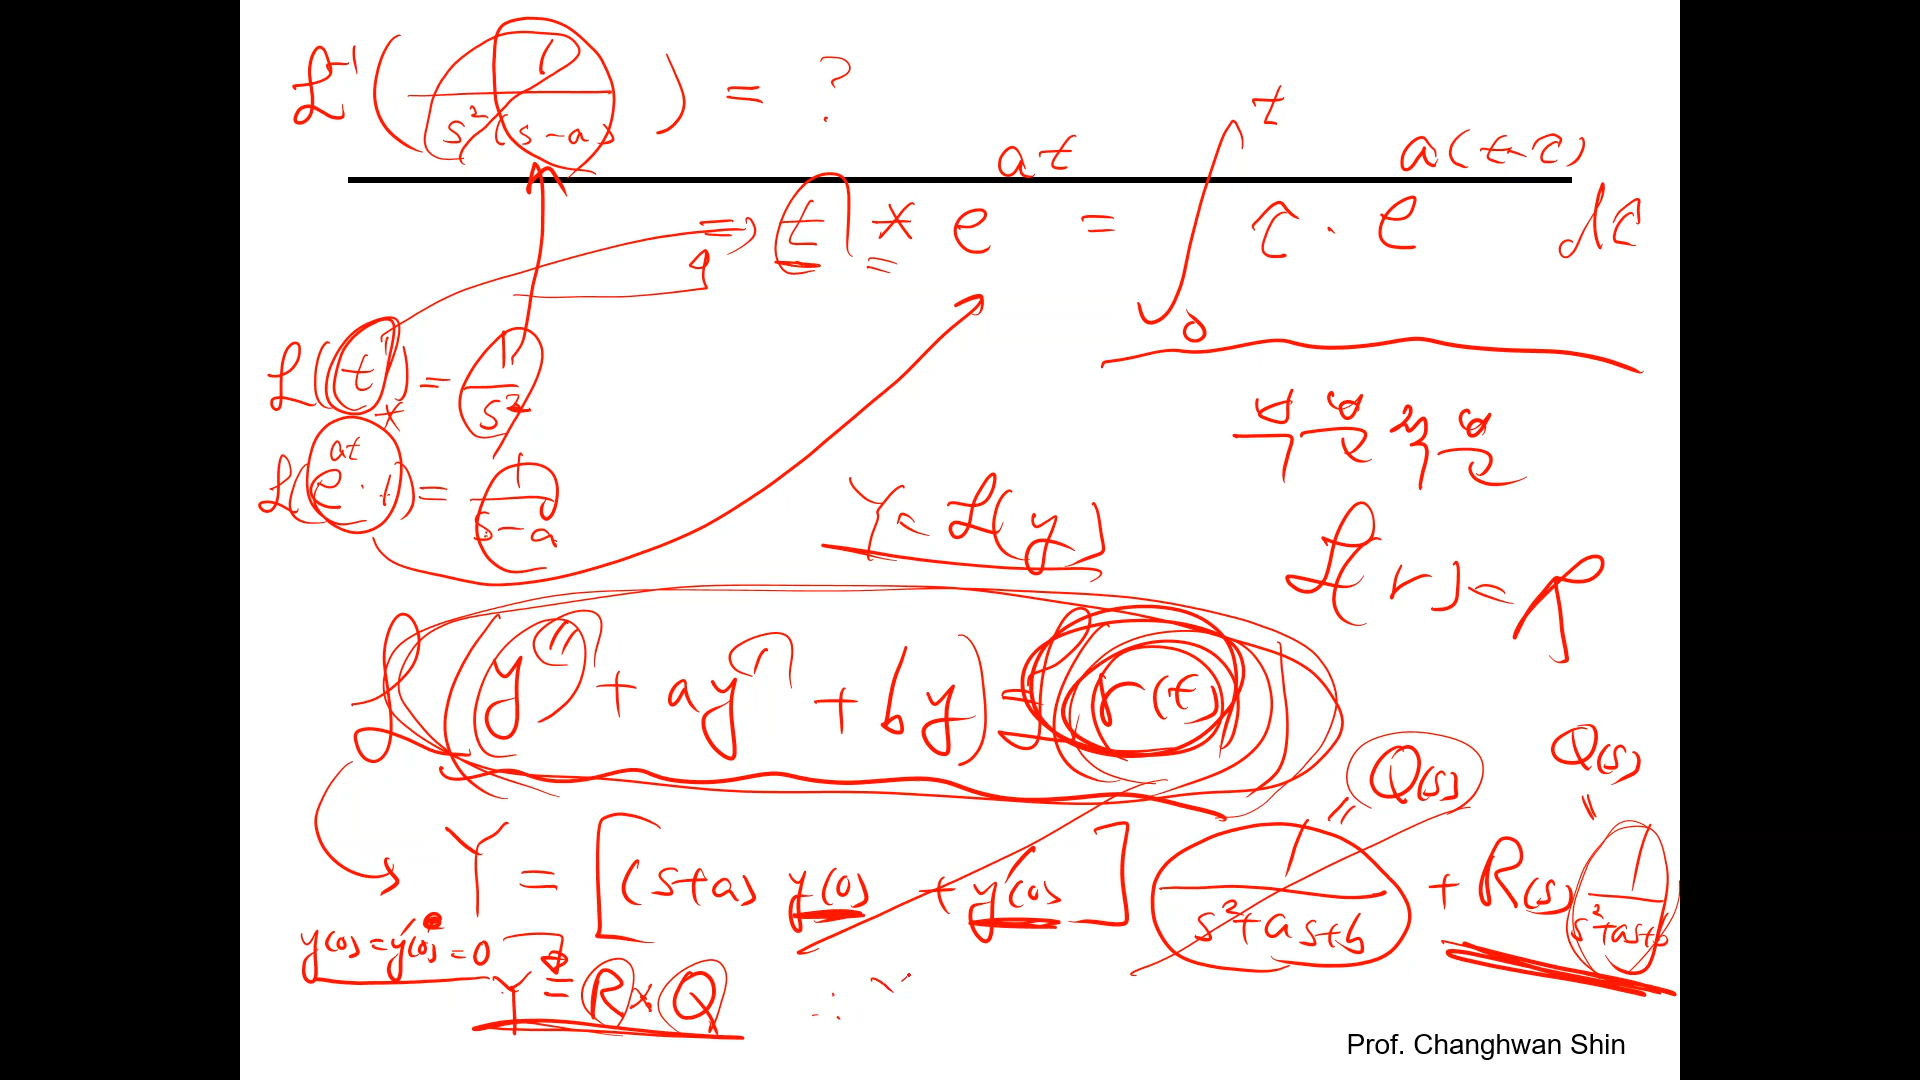 ℒ⁻¹( 1 / s²(s-a) ) = ?
= t * e^{at} = ∫₀^t τ · e^{a(t-τ)} dτ
ℒ(t) = 1/s²
*
ℒ(e^{at} · 1) = 1/(s-a)
부분적분
Y = ℒ(y)
ℒ(r) = R
ℒ(y'' + ay' + by) = ℒ(r(t))
Q(s) Q(s)
" "
Y = [(s+a) y(0) + y'(0)] 1/(s²+as+b) + R(s) 1/(s²+as+b)
y(0) = y'(0) = 0
Y = R × Q
Prof. Changhwan Shin